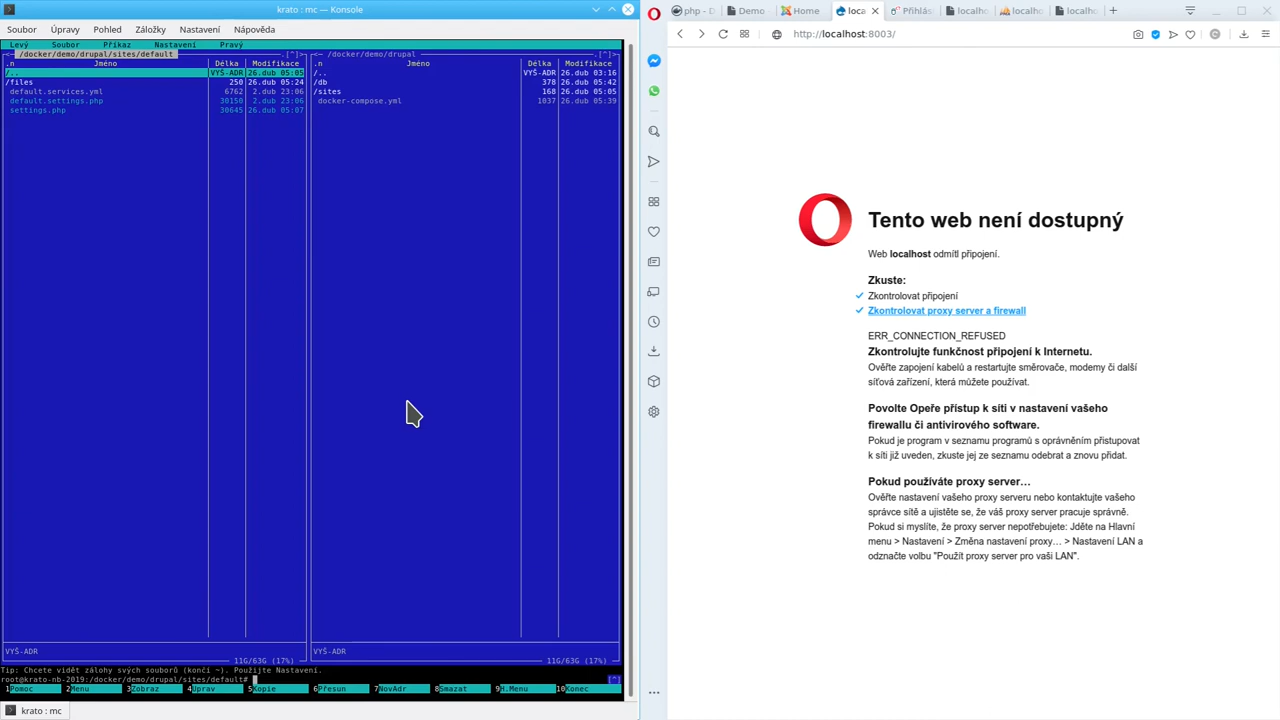 krato : mc — Konsole
Soubor Úpravy Pohled Záložky Nastavení Nápověda
Levý Soubor Příkaz Nastavení Pravý
/docker/demo/drupal/sites/default .[^]>
.n Jméno Délka Modifikace
/.. VYŠ-ADR 26.dub 05:05
/files 250 26.dub 05:24
default.services.yml 6762 2.dub 23:06
default.settings.php 30150 2.dub 23:06
settings.php 30645 26.dub 05:07
VYŠ-ADR
11G/63G (17%)
/docker/demo/drupal .[^]>
.n Jméno Délka Modifikace
/.. VYŠ-ADR 26.dub 03:16
/db 378 26.dub 05:42
/sites 168 26.dub 05:05
docker-compose.yml 1037 26.dub 05:39
VYŠ-ADR
11G/63G (17%)
Tip: Chcete vidět zálohy svých souborů (končí ~). Použijte Nastavení.
root@krato-nb-2019:/docker/demo/drupal/sites/default# [^]
1Pomoc 2Menu 3Zobraz 4Uprav 5Kopie 6Přesun 7NovAdr 8Smazat 9H.Menu 10Konec
krato : mc
php - D Demo Home loca Přihlás localho localho localho
http://localhost:8003/
Tento web není dostupný
Web localhost odmítl připojení.
Zkuste:
Zkontrolovat připojení
Zkontrolovat proxy server a firewall
ERR_CONNECTION_REFUSED
Zkontrolujte funkčnost připojení k Internetu.
Ověřte zapojení kabelů a restartujte směrovače, modemy či další
síťová zařízení, která můžete používat.
Povolte Opeře přístup k síti v nastavení vašeho
firewallu či antivirového software.
Pokud je program v seznamu programů s oprávněním přistupovat
k síti již uveden, zkuste jej ze seznamu odebrat a znovu přidat.
Pokud používáte proxy server…
Ověřte nastavení vašeho proxy serveru nebo kontaktujte vašeho
správce sítě a ujistěte se, že váš proxy server pracuje správně.
Pokud si myslíte, že proxy server nepotřebujete: Jděte na Hlavní
menu > Nastavení > Změna nastavení proxy… > Nastavení LAN a
odznačte volbu "Použít proxy server pro vaši LAN".